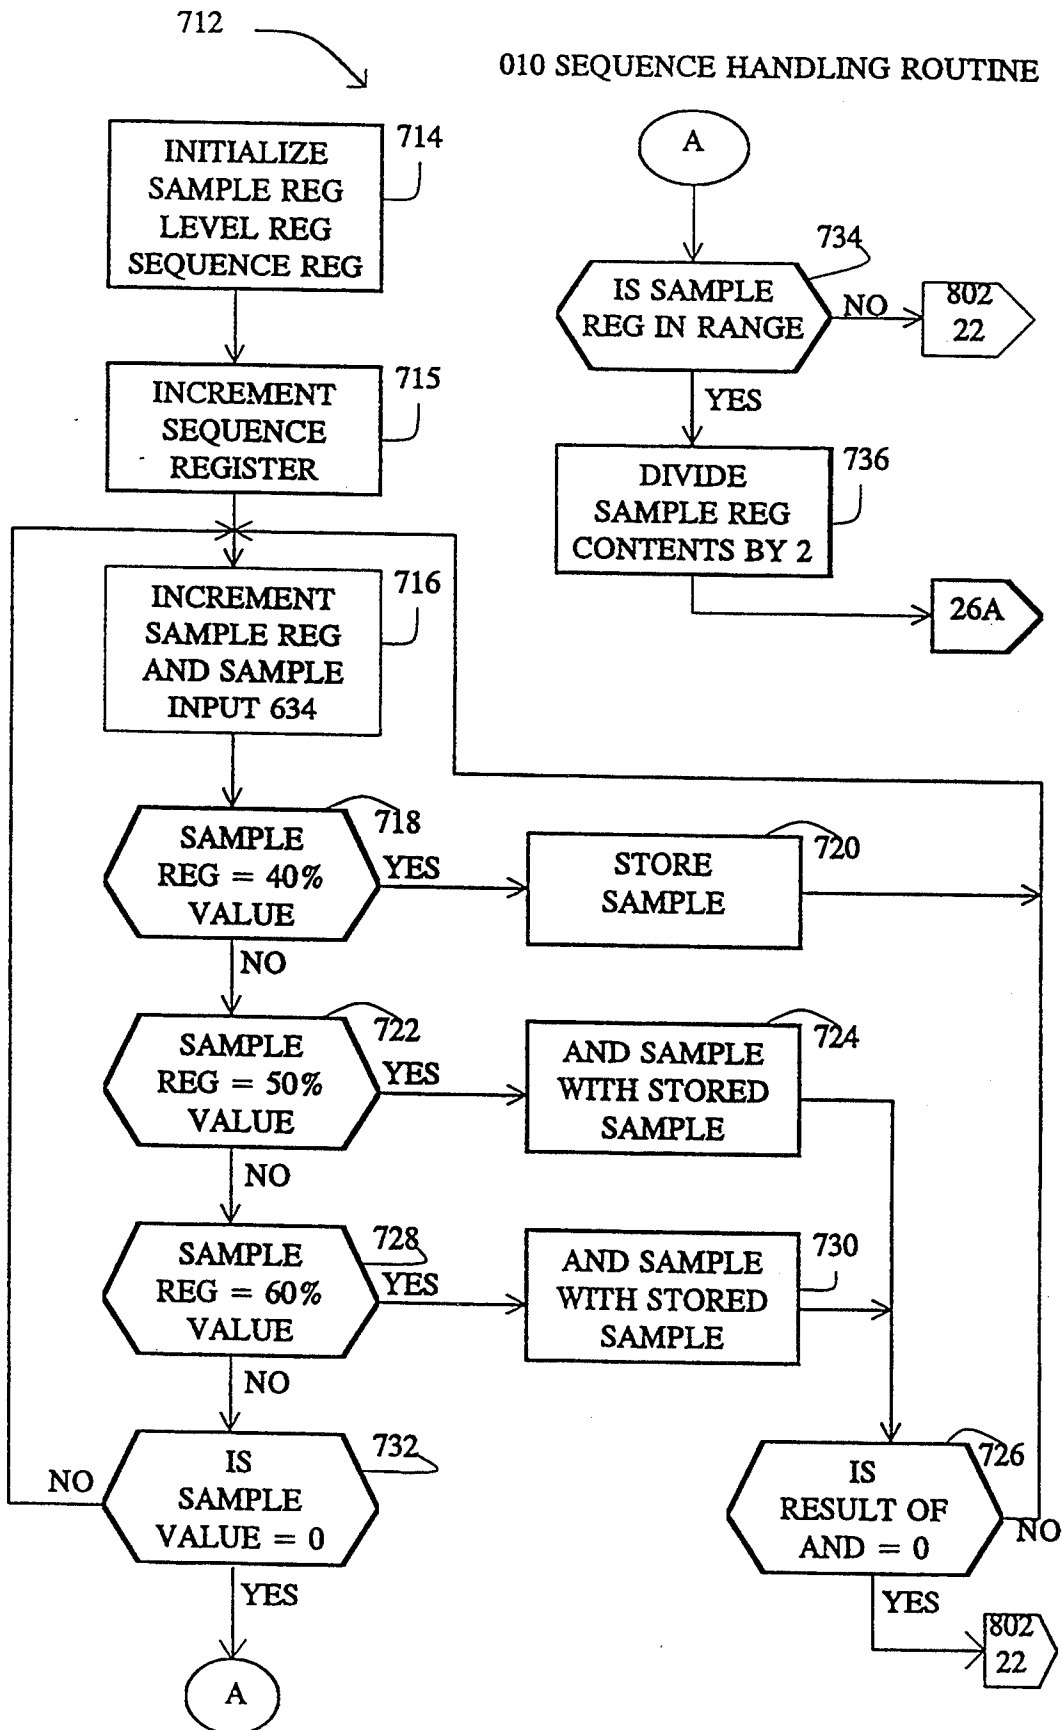 712
010 SEQUENCE HANDLING ROUTINE
714
INITIALIZE
SAMPLE REG
LEVEL REG
SEQUENCE REG
715
INCREMENT
SEQUENCE
REGISTER
716
INCREMENT
SAMPLE REG
AND SAMPLE
INPUT 634
718
SAMPLE
REG = 40%
VALUE
YES
NO
720
STORE
SAMPLE
722
SAMPLE
REG = 50%
VALUE
YES
NO
724
AND SAMPLE
WITH STORED
SAMPLE
728
SAMPLE
REG = 60%
VALUE
YES
NO
730
AND SAMPLE
WITH STORED
SAMPLE
732
IS
SAMPLE
VALUE = 0
NO
YES
A
726
IS
RESULT OF
AND = 0
NO
YES
802
22
A
734
IS SAMPLE
REG IN RANGE
NO
802
22
YES
736
DIVIDE
SAMPLE REG
CONTENTS BY 2
26A